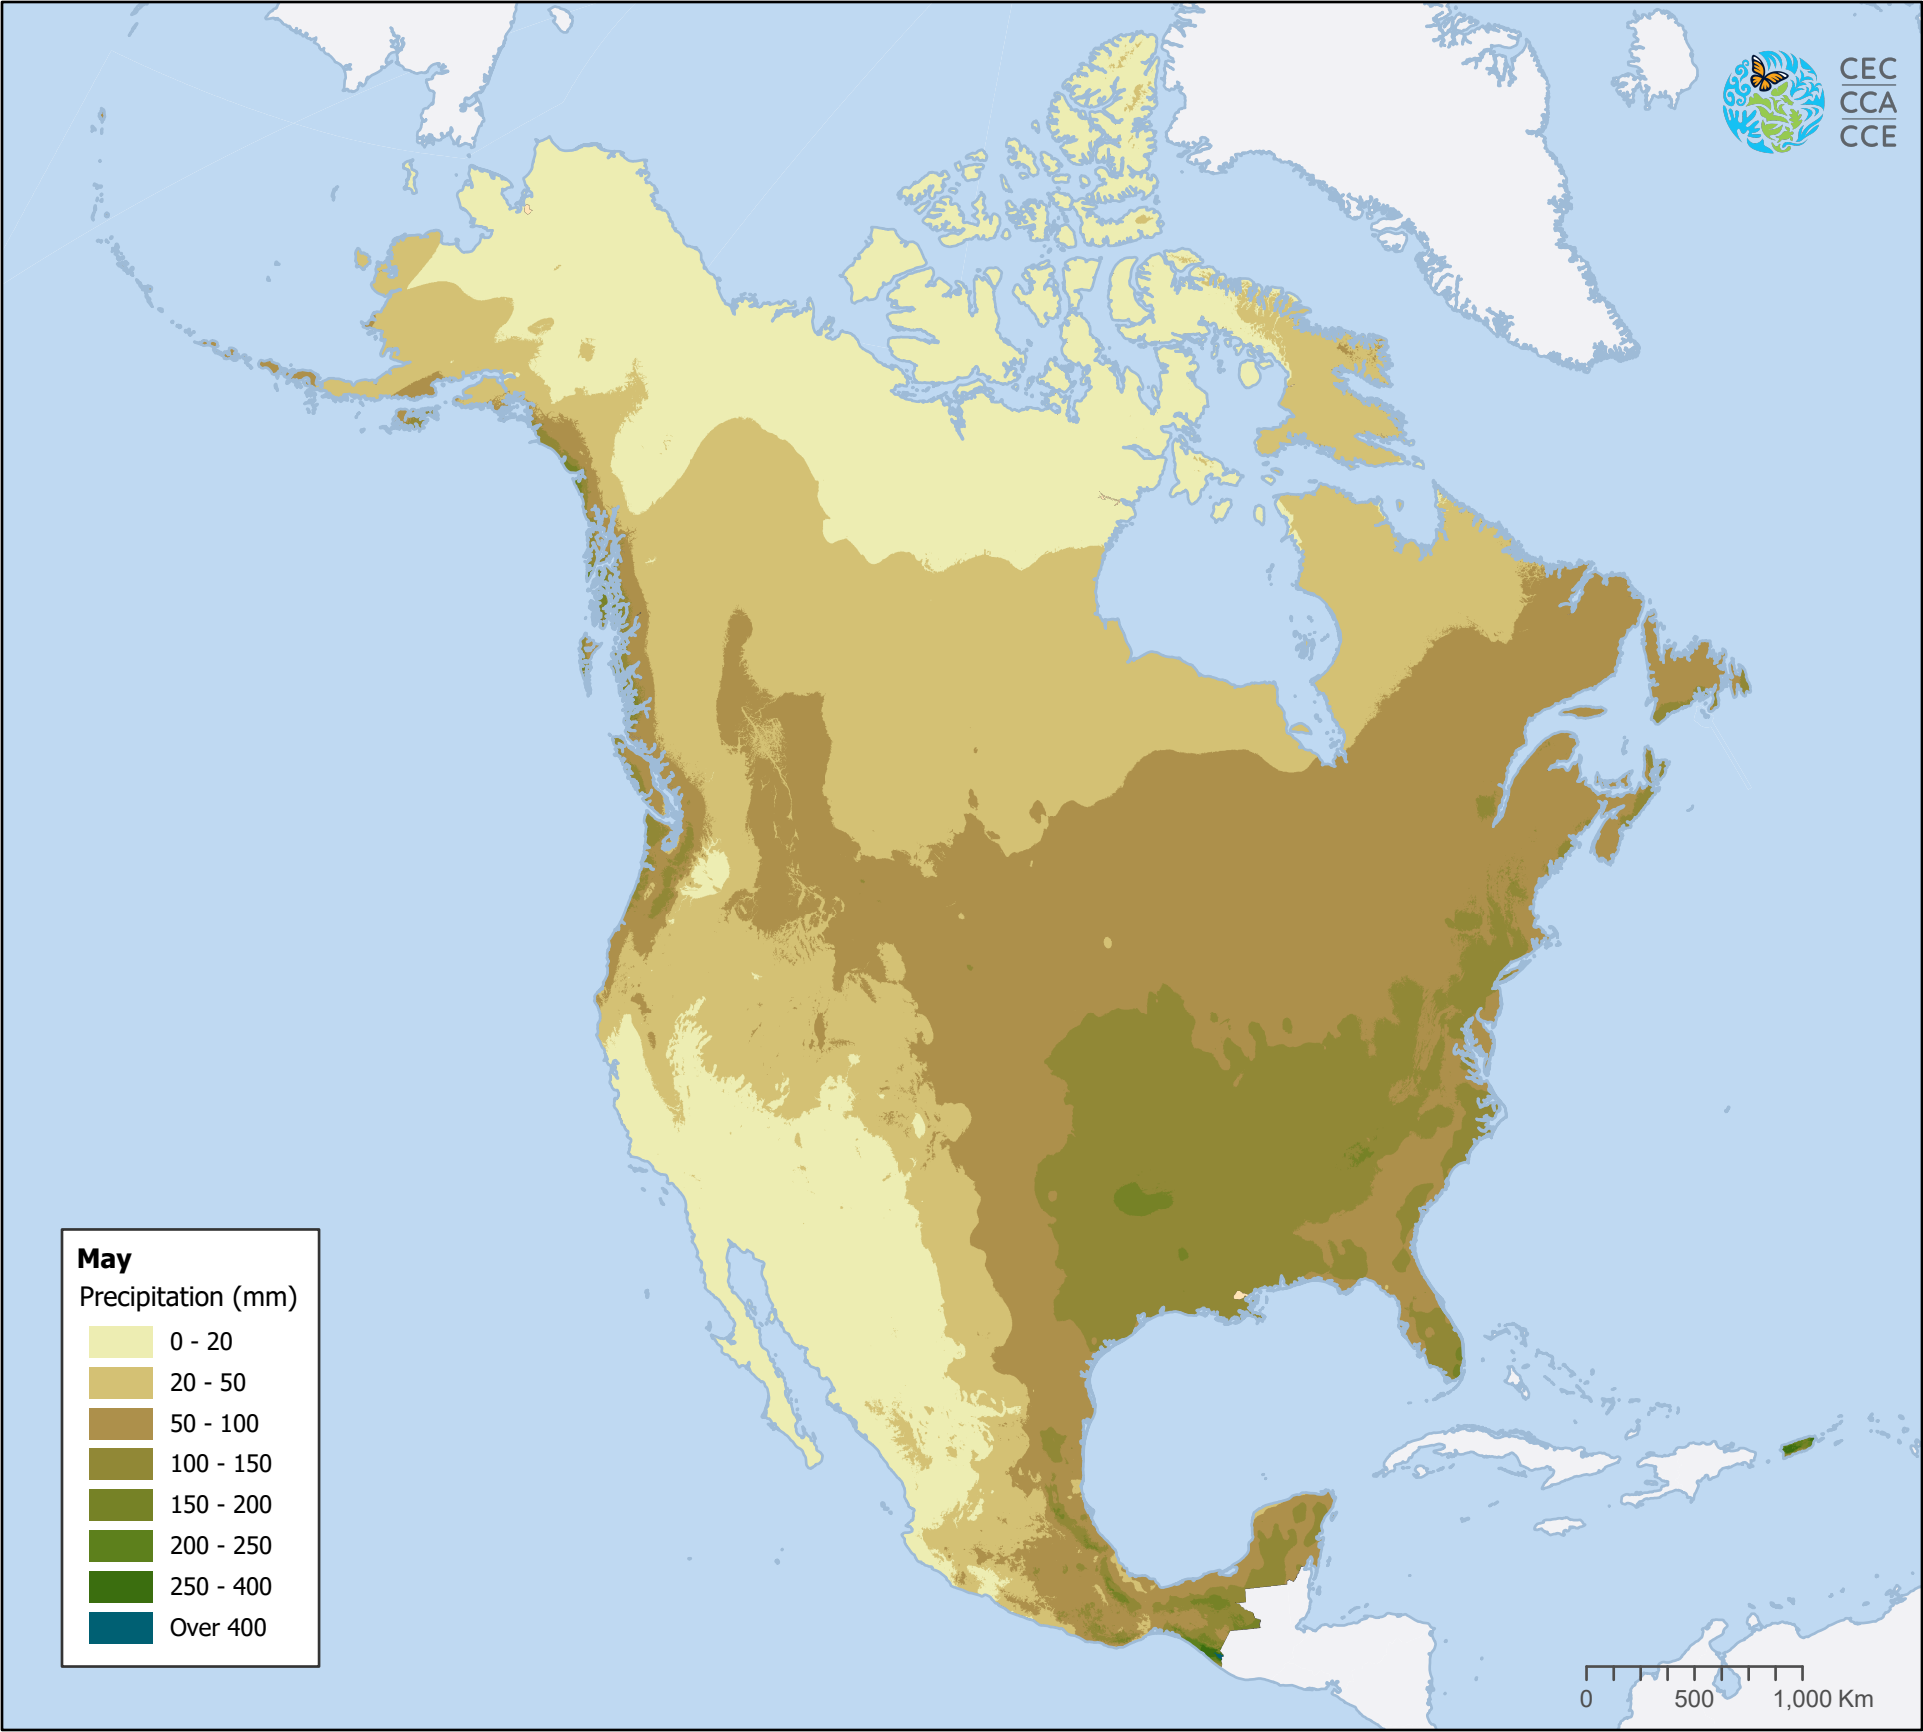 CEC
CCA
CCE
May
Precipitation (mm)
0 - 20
20 - 50
50 - 100
100 - 150
150 - 200
200 - 250
250 - 400
Over 400
0 500 1,000 Km